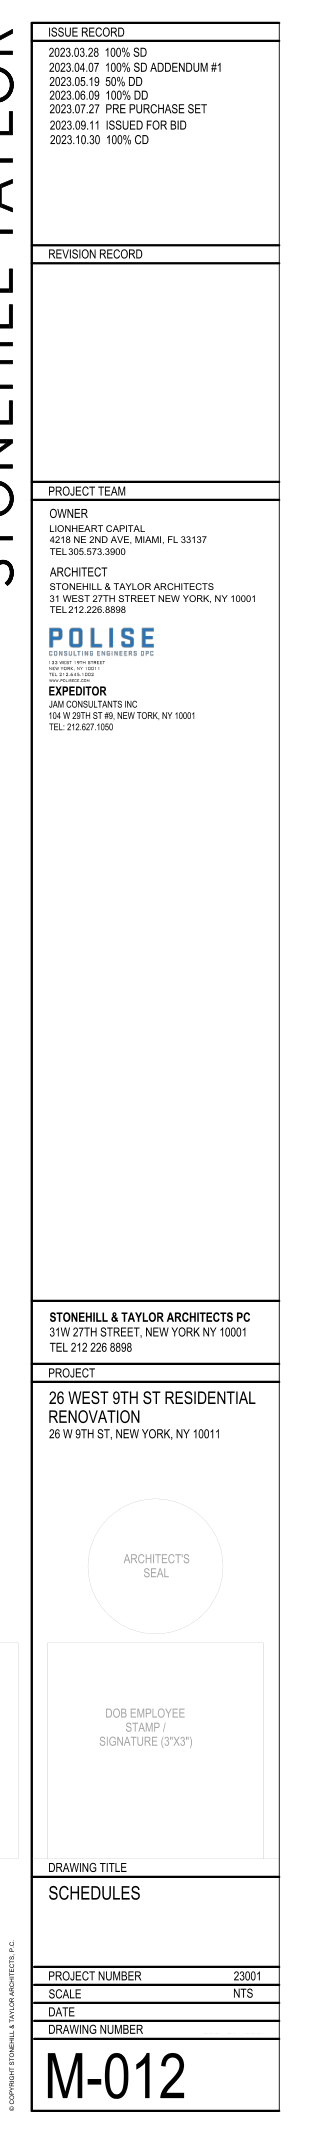 STONEHILL TAYLOR
ISSUE RECORD
2023.03.28 100% SD
2023.04.07 100% SD ADDENDUM #1
2023.05.19 50% DD
2023.06.09 100% DD
2023.07.27 PRE PURCHASE SET
2023.09.11 ISSUED FOR BID
2023.10.30 100% CD
REVISION RECORD
PROJECT TEAM
OWNER
LIONHEART CAPITAL
4218 NE 2ND AVE, MIAMI, FL 33137
TEL 305.573.3900
ARCHITECT
STONEHILL & TAYLOR ARCHITECTS
31 WEST 27TH STREET NEW YORK, NY 10001
TEL 212.226.8898
POLISE
CONSULTING ENGINEERS DPC
133 WEST 19TH STREET
NEW YORK, NY 10011
TEL 212.645.1002
WWW.POLISECE.COM
EXPEDITOR
JAM CONSULTANTS INC
104 W 29TH ST #9, NEW TORK, NY 10001
TEL: 212.627.1050
STONEHILL & TAYLOR ARCHITECTS PC
31W 27TH STREET, NEW YORK NY 10001
TEL 212 226 8898
PROJECT
26 WEST 9TH ST RESIDENTIAL
RENOVATION
26 W 9TH ST, NEW YORK, NY 10011
ARCHITECT'S
SEAL
DOB EMPLOYEE
STAMP /
SIGNATURE (3"X3")
DRAWING TITLE
SCHEDULES
PROJECT NUMBER 23001
SCALE NTS
DATE
DRAWING NUMBER
M-012
© COPYRIGHT STONEHILL & TAYLOR ARCHITECTS, P.C.